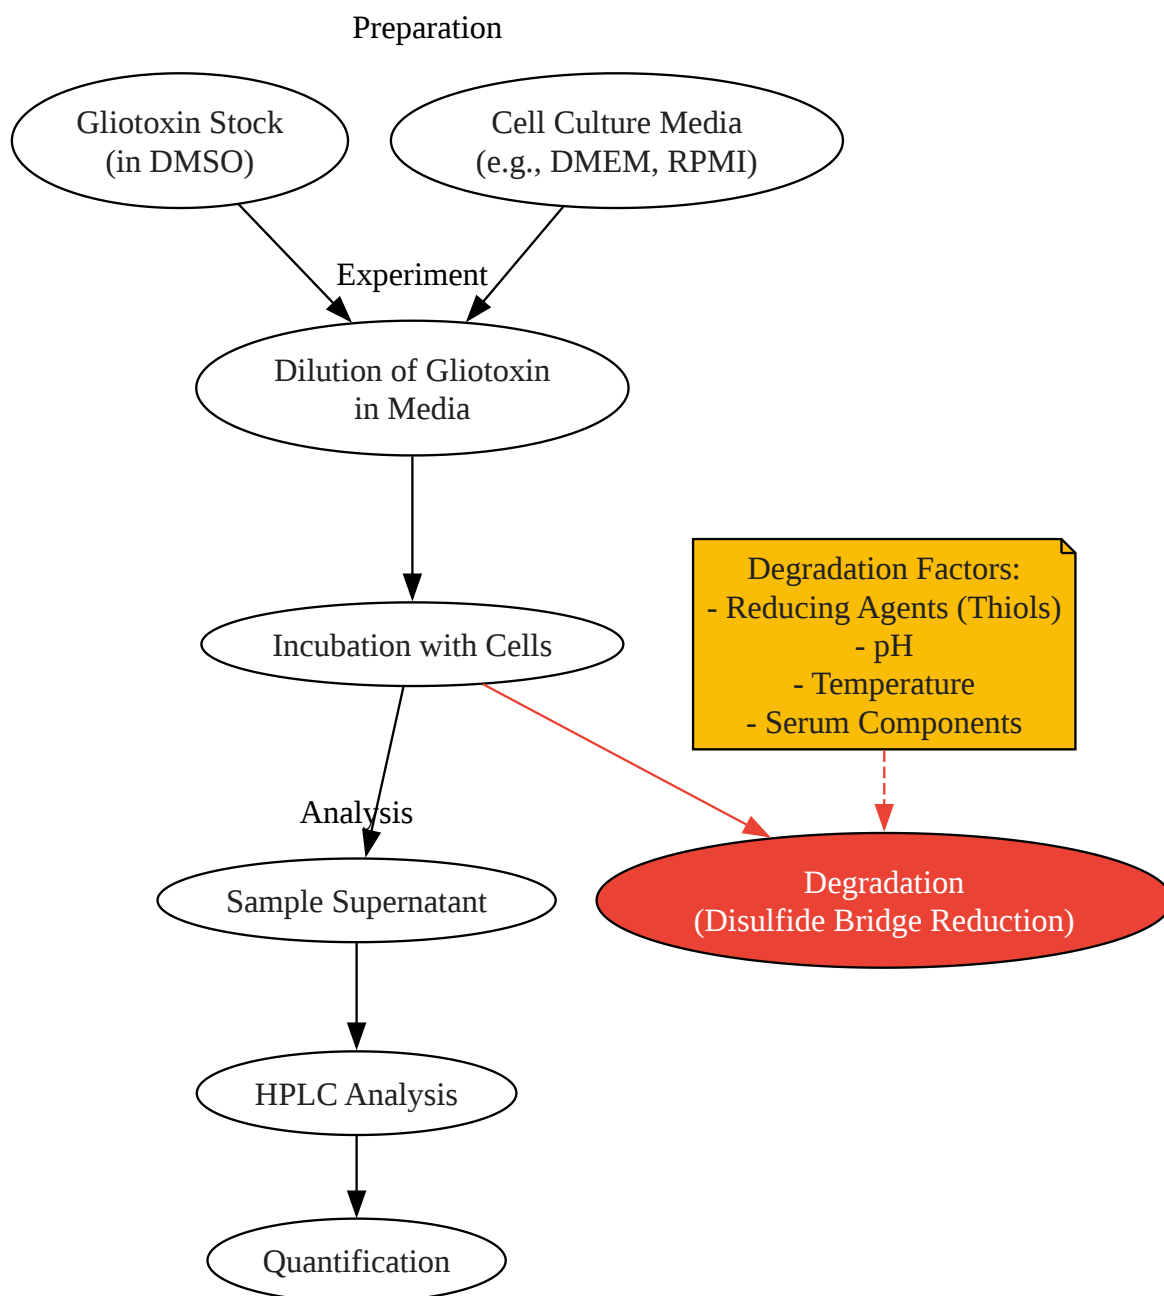 Preparation
Gliotoxin Stock
(in DMSO)
Cell Culture Media
(e.g., DMEM, RPMI)
Experiment
Dilution of Gliotoxin
in Media
Incubation with Cells
Degradation Factors:
- Reducing Agents (Thiols)
- pH
- Temperature
- Serum Components
Analysis
Sample Supernatant
Degradation
(Disulfide Bridge Reduction)
HPLC Analysis
Quantification